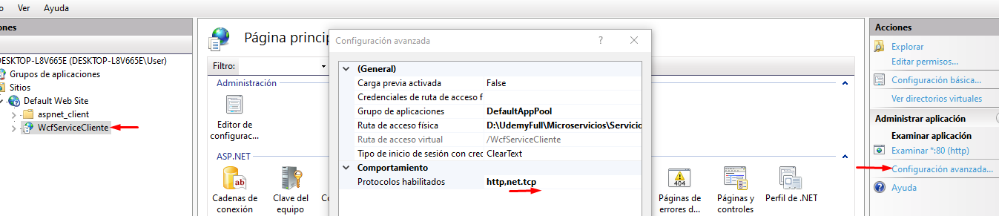 Ver Ayuda
ones
DESKTOP-L8V665E (DESKTOP-L8V665E\User)
Grupos de aplicaciones
Sitios
Default Web Site
aspnet_client
WcfServiceCliente
Página princip
Filtro:
Administración
Editor de
configurac...
ASP.NET
Cadenas de
conexión
Clave del
equipo
Configuración avanzada
?
(General)
Carga previa activada False
Credenciales de ruta de acceso f
Grupo de aplicaciones DefaultAppPool
Ruta de acceso física D:\UdemyFull\Microservicios\Servicio
Ruta de acceso virtual /WcfServiceCliente
Tipo de inicio de sesión con crec ClearText
Comportamiento
Protocolos habilitados http,net.tcp
404
Páginas de
errores d...
Páginas y
controles
Perfil de .NET
Acciones
Explorar
Editar permisos...
Configuración básica...
Ver directorios virtuales
Administrar aplicación
Examinar aplicación
Examinar *:80 (http)
Configuración avanzada...
Ayuda